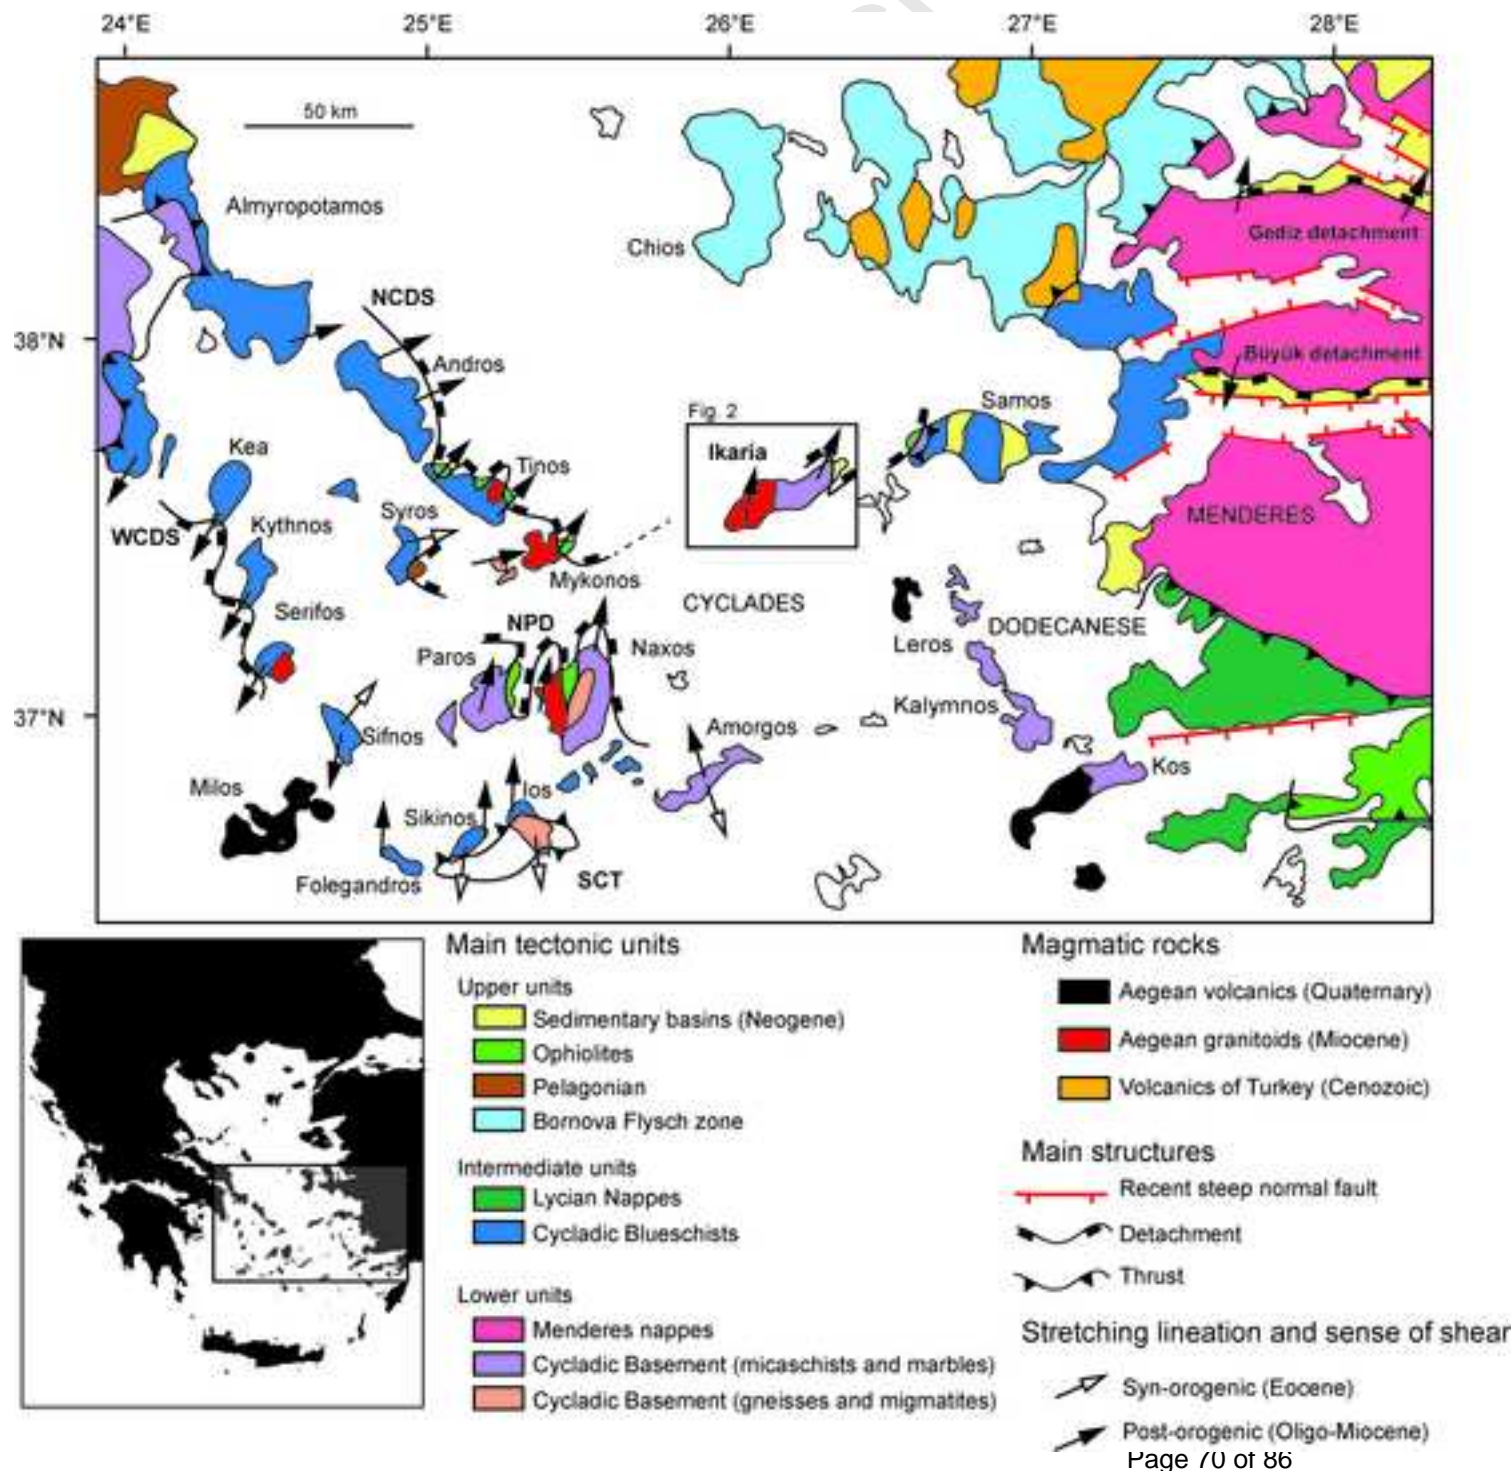 24°E 25°E 26°E 27°E 28°E
50 km
Almyropotamos
Chios
Gediz detachment
NCDS
38°N
Büyük detachment
Andros
Fig. 2
Samos
Kea
Ikaria
Tinos
Syros
MENDERES
WCDS
Kythnos
Mykonos
CYCLADES
Serifos
NPD
DODECANESE
Leros
Paros
Naxos
37°N
Kalymnos
Sifnos
Amorgos
Kos
Milos
Ios
Sikinos
Folegandros
SCT
Main tectonic units
Upper units
Sedimentary basins (Neogene)
Ophiolites
Pelagonian
Bornova Flysch zone
Intermediate units
Lycian Nappes
Cycladic Blueschists
Lower units
Menderes nappes
Cycladic Basement (micaschists and marbles)
Cycladic Basement (gneisses and migmatites)
Magmatic rocks
Aegean volcanics (Quaternary)
Aegean granitoids (Miocene)
Volcanics of Turkey (Cenozoic)
Main structures
Recent steep normal fault
Detachment
Thrust
Stretching lineation and sense of shear
Syn-orogenic (Eocene)
Post-orogenic (Oligo-Miocene)
Page 70 of 86